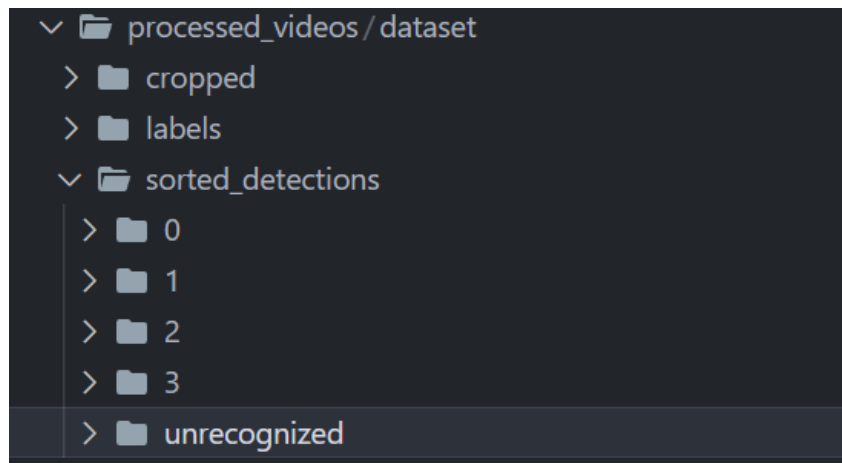 processed_videos / dataset
cropped
labels
sorted_detections
0
1
2
3
unrecognized